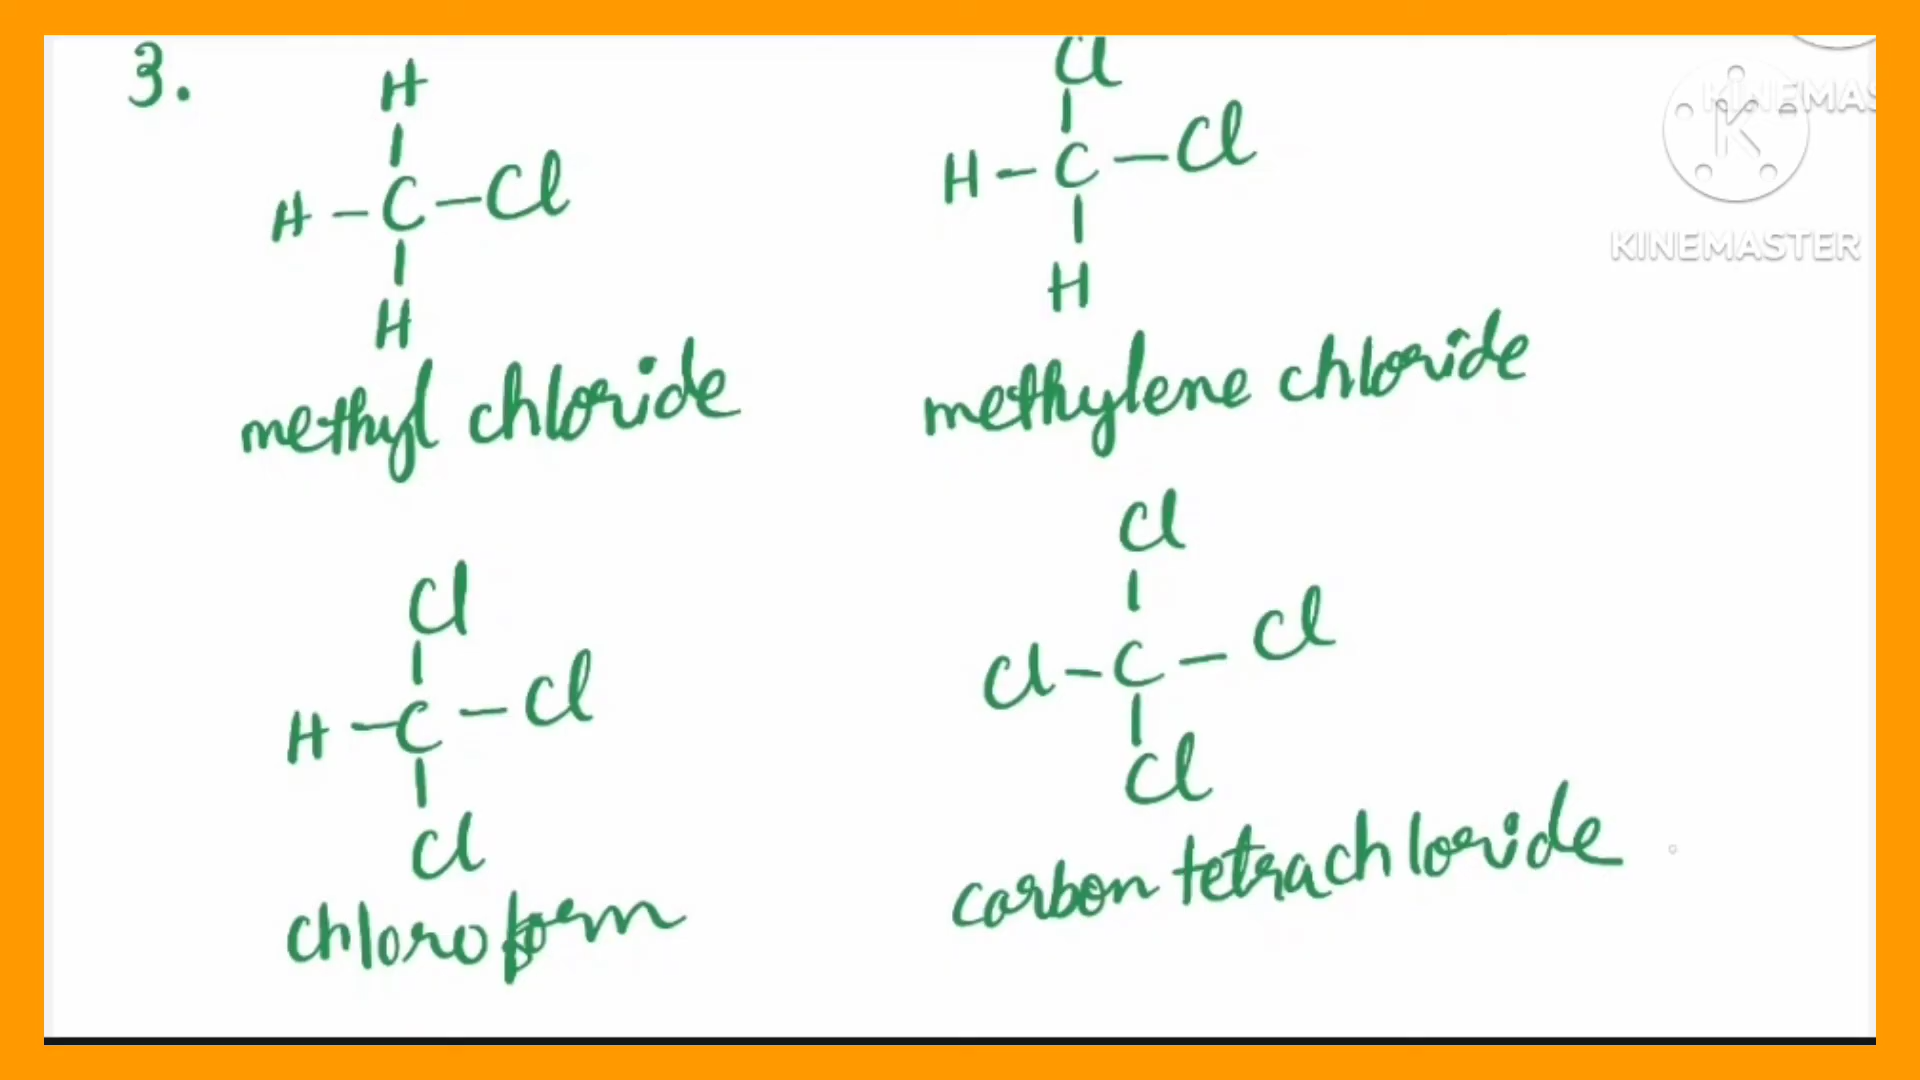 3.
H
H - C - Cl
H
methyl chloride
Cl
H - C - Cl
H
methylene chloride
Cl
H - C - Cl
Cl
chloroform
Cl
Cl - C - Cl
Cl
carbon tetrachloride
KINEMAS
K
KINEMASTER